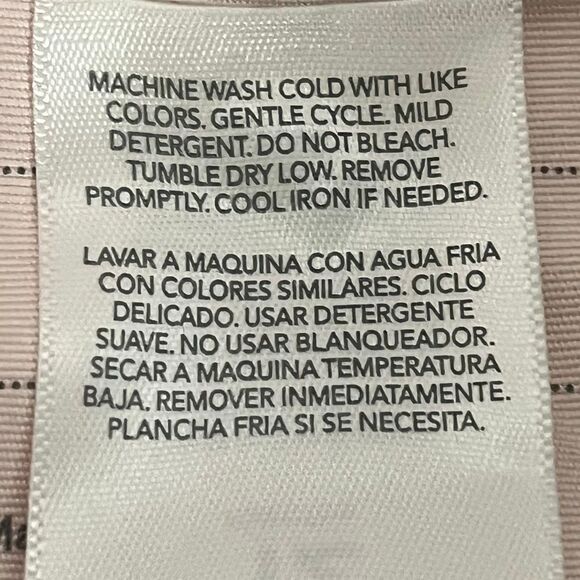 MACHINE WASH COLD WITH LIKE
COLORS. GENTLE CYCLE. MILD
DETERGENT. DO NOT BLEACH.
TUMBLE DRY LOW. REMOVE
PROMPTLY. COOL IRON IF NEEDED.
LAVAR A MAQUINA CON AGUA FRIA
CON COLORES SIMILARES. CICLO
DELICADO. USAR DETERGENTE
SUAVE. NO USAR BLANQUEADOR.
SECAR A MAQUINA TEMPERATURA
BAJA. REMOVER INMEDIATAMENTE.
PLANCHA FRIA SI SE NECESITA.